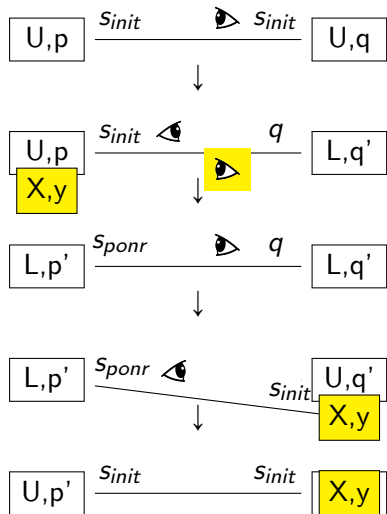 U,p s_init s_init U,q
↓
U,p s_init q L,q'
X,y
↓
L,p' s_ponr q L,q'
↓
L,p' s_ponr s_init U,q'
X,y
↓
U,p' s_init s_init X,y